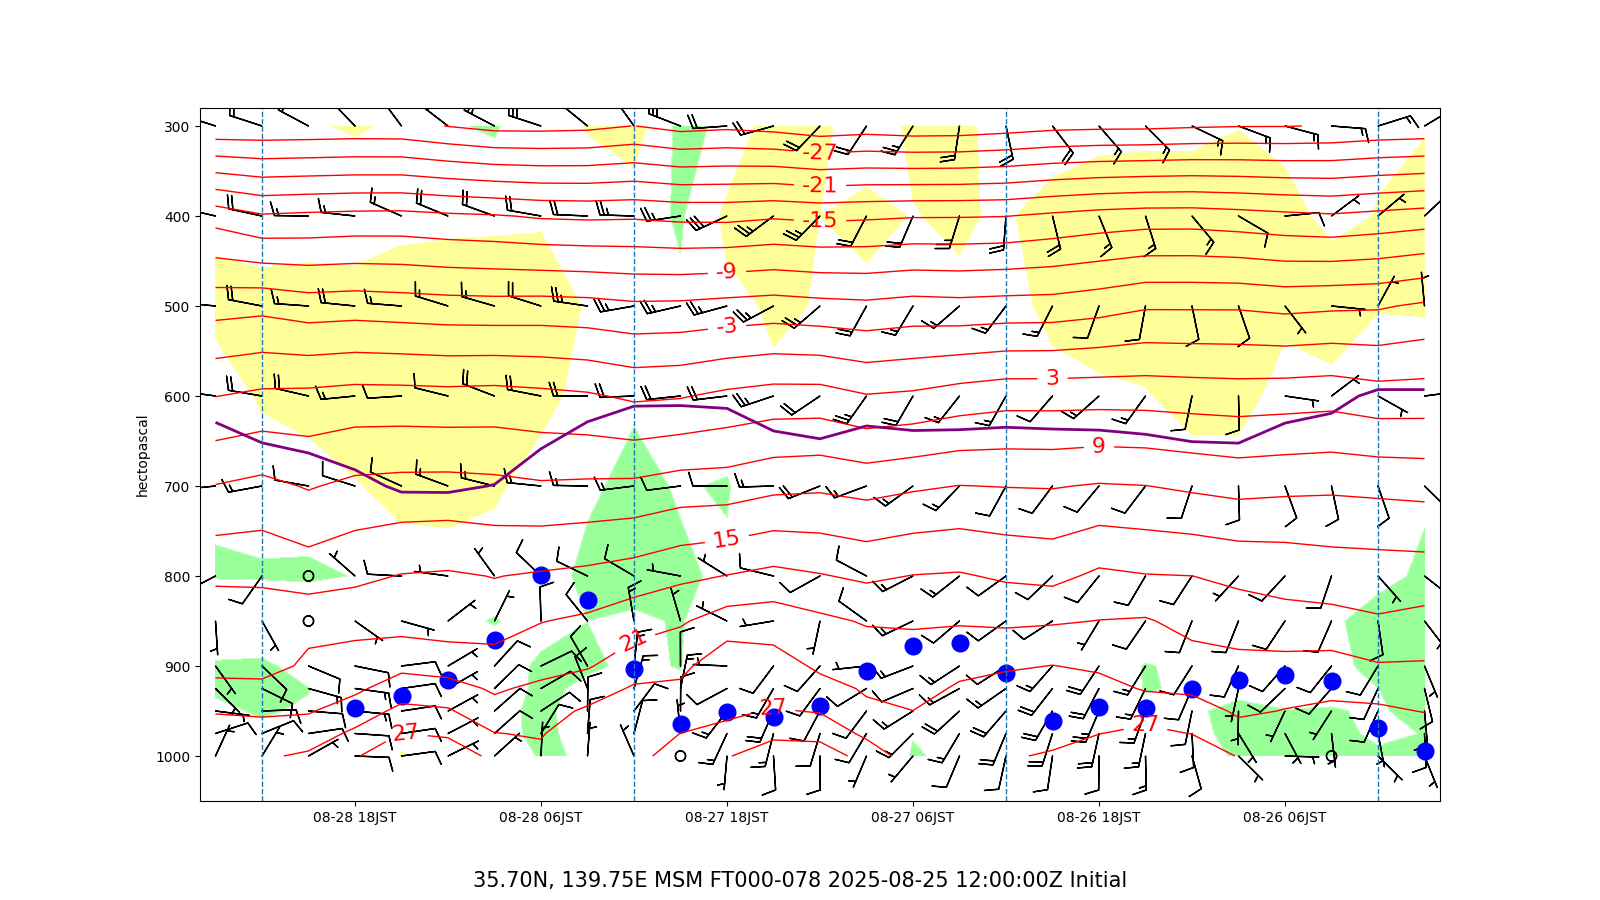 300
400
500
600
700
800
900
1000
hectopascal
-27
-21
-15
-9
-3
3
9
15
21
27
27
27
08-28 18JST
08-28 06JST
08-27 18JST
08-27 06JST
08-26 18JST
08-26 06JST
35.70N, 139.75E MSM FT000-078 2025-08-25 12:00:00Z Initial